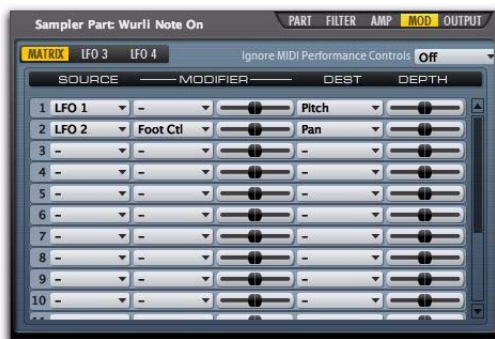 Sampler Part: Wurli Note On PART FILTER AMP MOD OUTPUT
MATRIX LFO 3 LFO 4 Ignore MIDI Performance Controls Off
SOURCE MODIFIER DEST DEPTH
1 LFO 1 - Pitch
2 LFO 2 Foot Ctl Pan
3 - - -
4 - - -
5 - - -
6 - - -
7 - - -
8 - - -
9 - - -
10 - - -